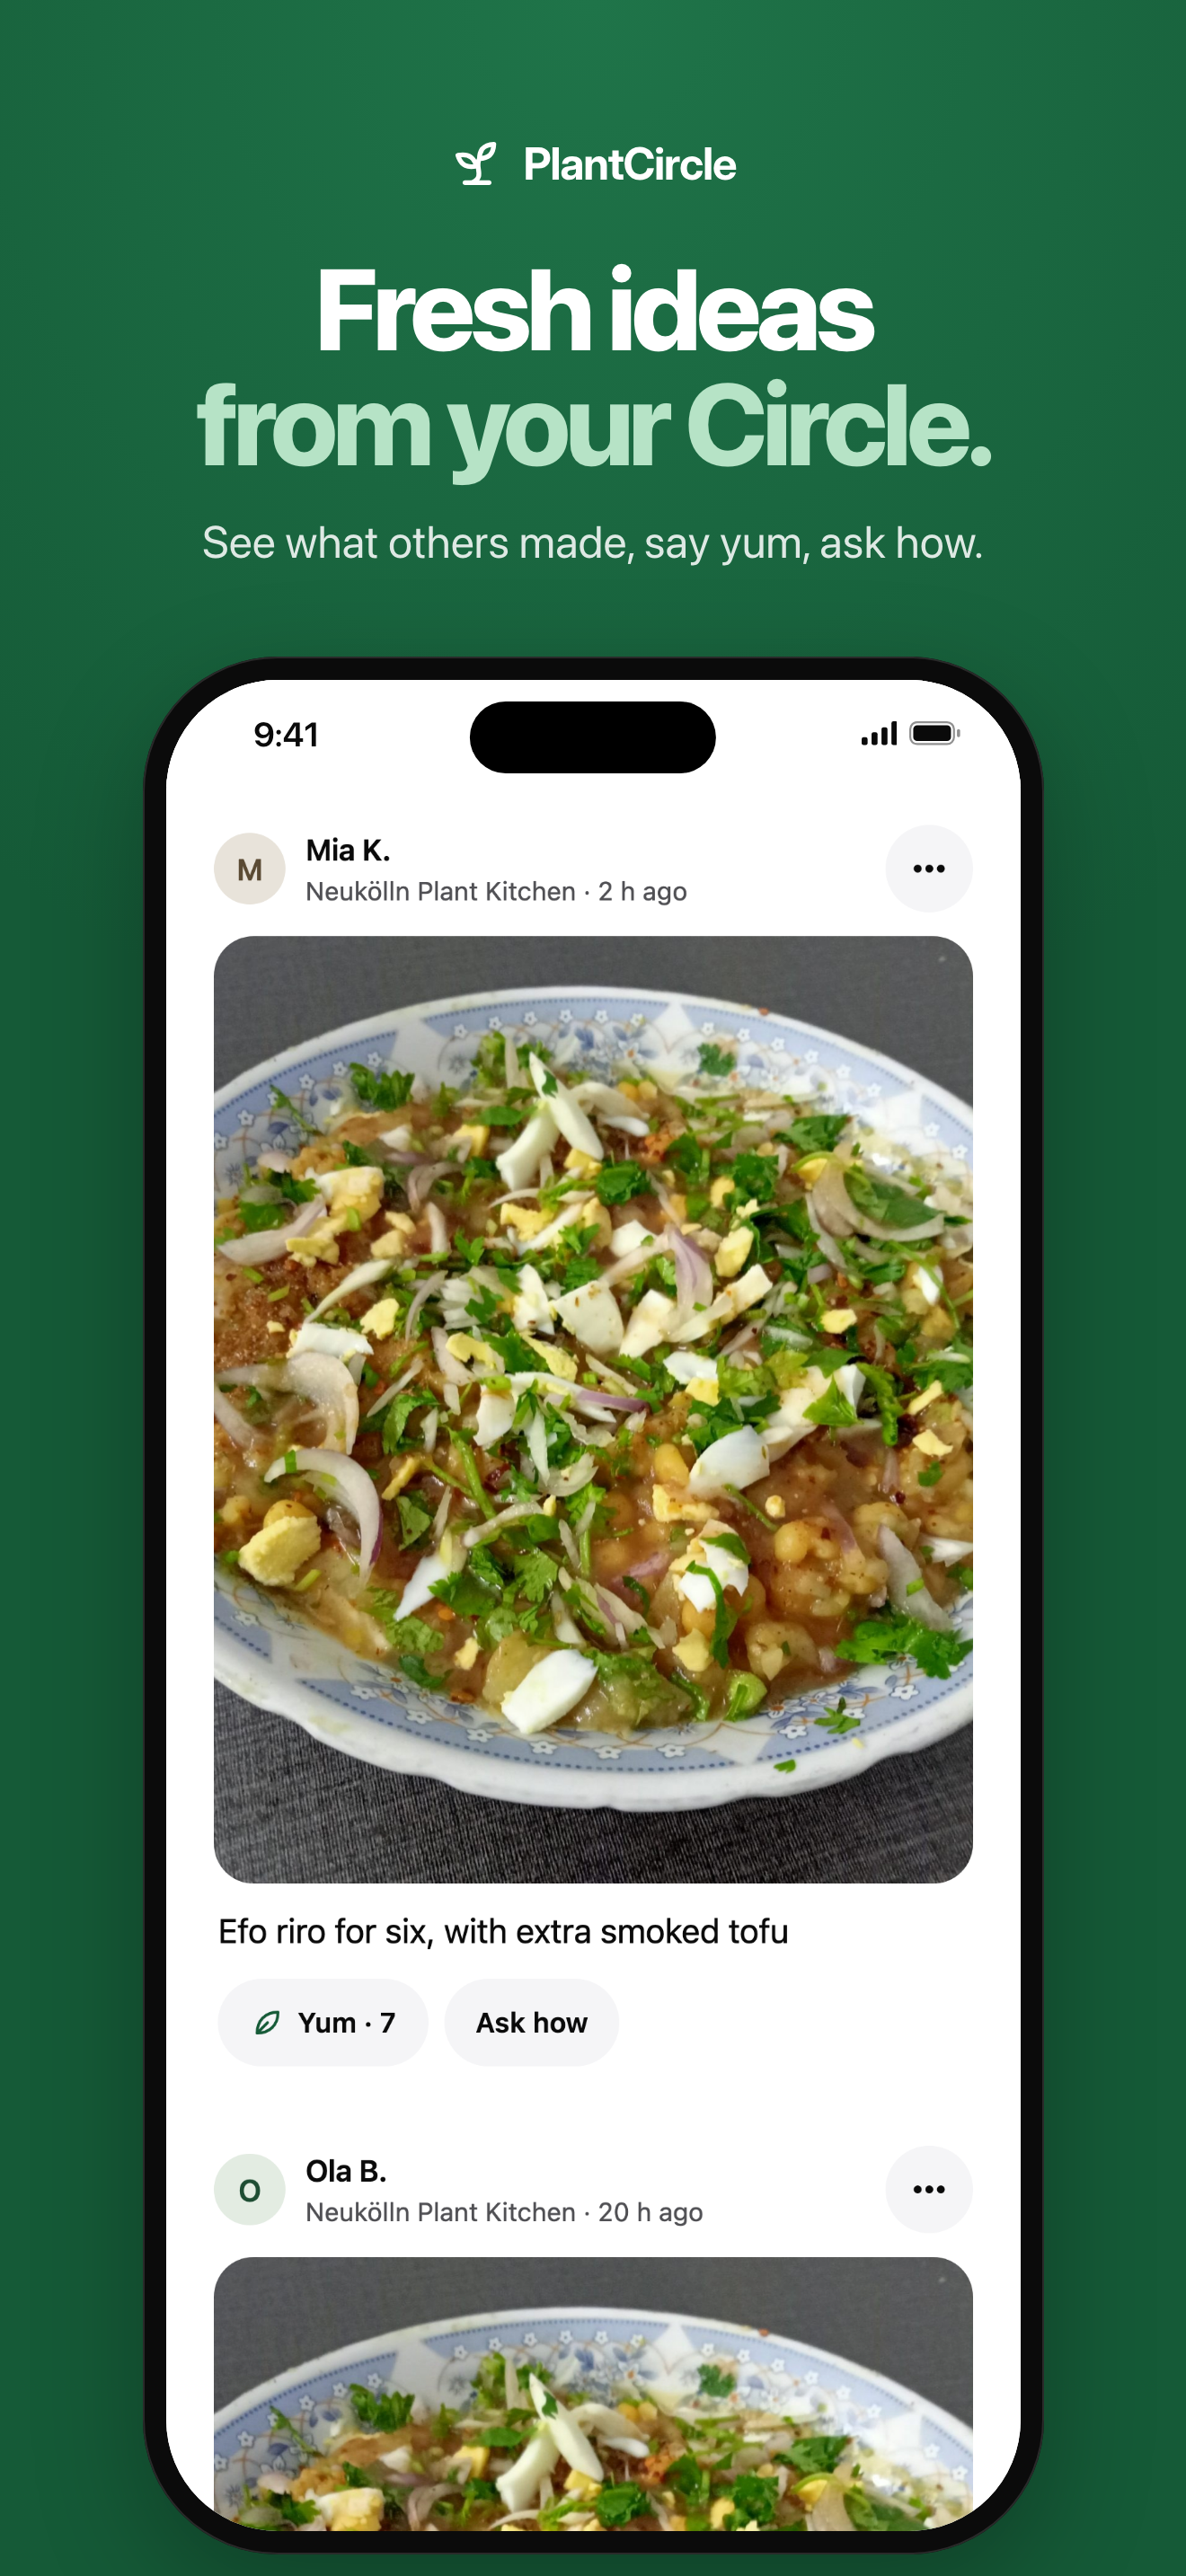 PlantCircle
Fresh ideas
from your Circle.
See what others made, say yum, ask how.
9:41
M
Mia K.
Neukölln Plant Kitchen · 2 h ago
Efo riro for six, with extra smoked tofu
Yum · 7
Ask how
O
Ola B.
Neukölln Plant Kitchen · 20 h ago